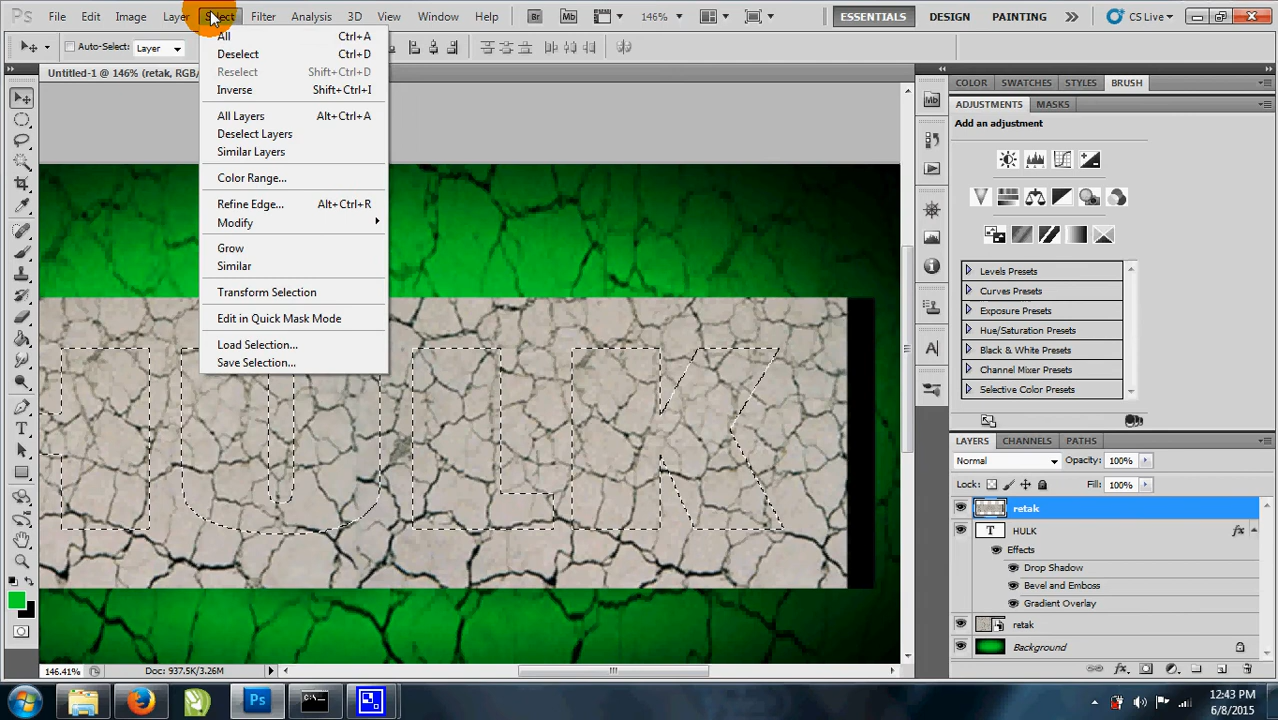 Ps File Edit Image Layer Select Filter Analysis 3D View Window Help Br Mb 146% ESSENTIALS DESIGN PAINTING CS Live
Auto-Select: Layer
Untitled-1 @ 146% (retak, RGB/
All Ctrl+A
Deselect Ctrl+D
Reselect Shift+Ctrl+D
Inverse Shift+Ctrl+I
All Layers Alt+Ctrl+A
Deselect Layers
Similar Layers
Color Range...
Refine Edge... Alt+Ctrl+R
Modify
Grow
Similar
Transform Selection
Edit in Quick Mask Mode
Load Selection...
Save Selection...
HULK
COLOR SWATCHES STYLES BRUSH
Mb
ADJUSTMENTS MASKS
Add an adjustment
Levels Presets
Curves Presets
Exposure Presets
Hue/Saturation Presets
Black & White Presets
Channel Mixer Presets
Selective Color Presets
LAYERS CHANNELS PATHS
Normal Opacity: 100%
Lock: Fill: 100%
retak
T HULK fx
Effects
Drop Shadow
Bevel and Emboss
Gradient Overlay
retak
Background
146.41% Doc: 937.5K/3.26M
Ps
12:43 PM
6/8/2015